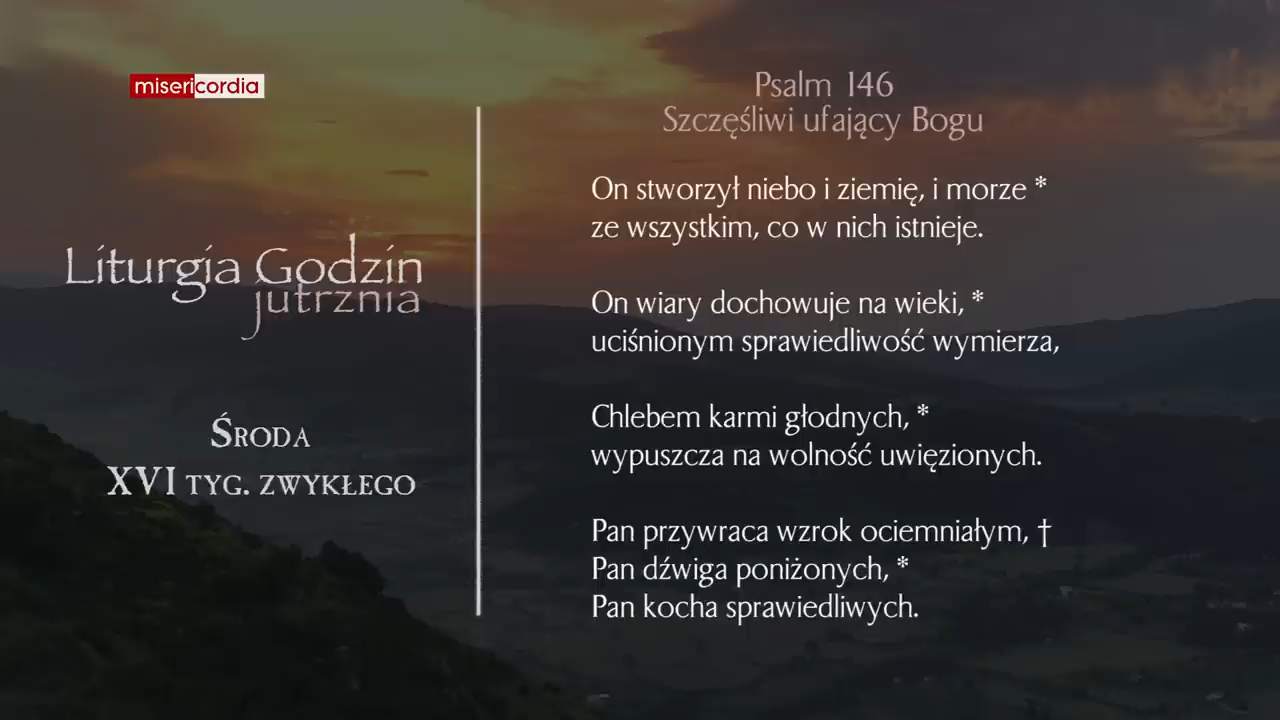 misericordia
Liturgia Godzin
jutrznia
Środa
XVI tyg. zwykłego
Psalm 146
Szczęśliwi ufający Bogu
On stworzył niebo i ziemię, i morze *
ze wszystkim, co w nich istnieje.
On wiary dochowuje na wieki, *
uciśnionym sprawiedliwość wymierza,
Chlebem karmi głodnych, *
wypuszcza na wolność uwięzionych.
Pan przywraca wzrok ociemniałym, †
Pan dźwiga poniżonych, *
Pan kocha sprawiedliwych.